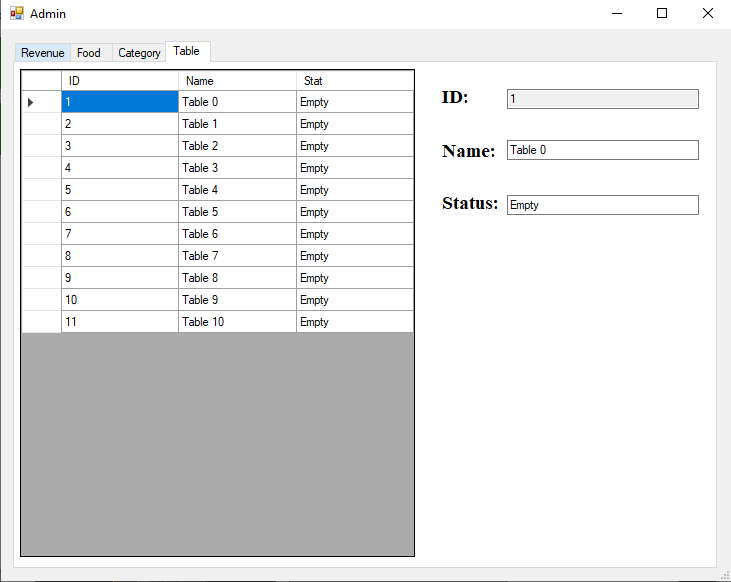 Admin
Revenue Food Category Table
ID Name Stat
1 Table 0 Empty
2 Table 1 Empty
3 Table 2 Empty
4 Table 3 Empty
5 Table 4 Empty
6 Table 5 Empty
7 Table 6 Empty
8 Table 7 Empty
9 Table 8 Empty
10 Table 9 Empty
11 Table 10 Empty
ID: 1
Name: Table 0
Status: Empty